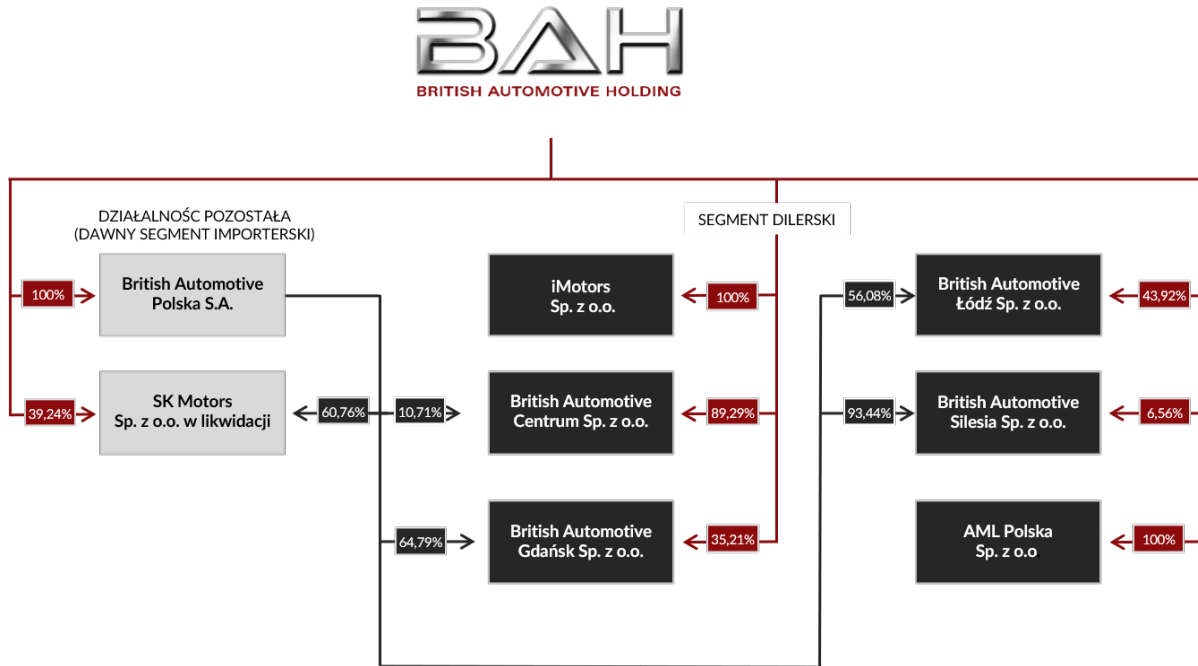 BAH
BRITISH AUTOMOTIVE HOLDING
DZIAŁALNOŚC POZOSTAŁA
(DAWNY SEGMENT IMPORTERSKI)
SEGMENT DILERSKI
100%
British Automotive
Polska S.A.
iMotors
Sp. z o.o.
100%
56,08%
British Automotive
Łódź Sp. z o.o.
43,92%
39,24%
SK Motors
Sp. z o.o. w likwidacji
60,76%
10,71%
British Automotive
Centrum Sp. z o.o.
89,29%
93,44%
British Automotive
Silesia Sp. z o.o.
6,56%
64,79%
British Automotive
Gdańsk Sp. z o.o.
35,21%
AML Polska
Sp. z o.o.
100%